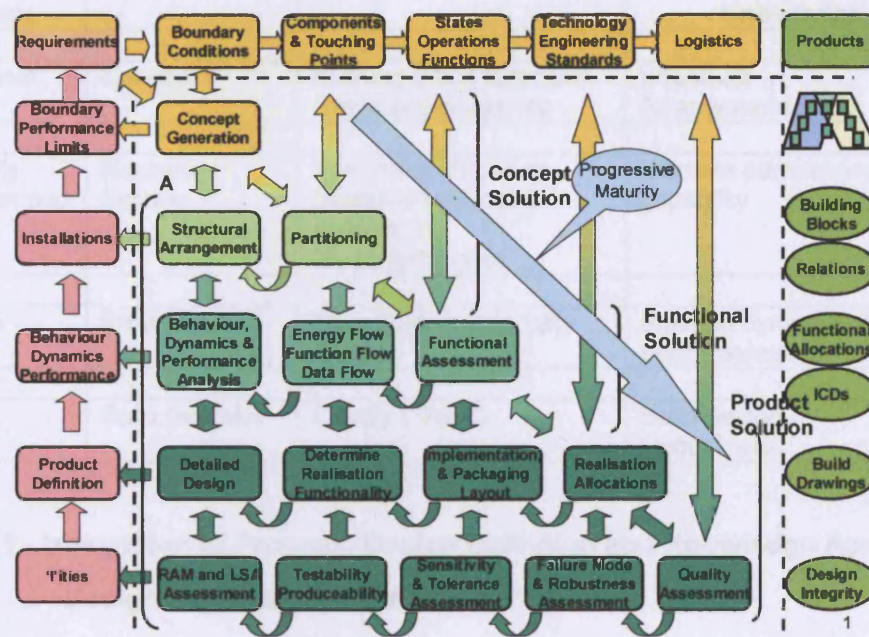 Requirements
Boundary
Conditions
Components
& Touching
Points
States
Operations
Functions
Technology
Engineering
Standards
Logistics
Products
Boundary
Performance
Limits
Concept
Generation
A
Concept
Solution
Progressive
Maturity
Installations
Structural
Arrangement
Partitioning
Building
Blocks
Relations
Behaviour
Dynamics
Performance
Behaviour,
Dynamics &
Performance
Analysis
Energy Flow
Function Flow
Data Flow
Functional
Assessment
Functional
Solution
Functional
Allocations
ICDs
Product
Solution
Product
Definition
Detailed
Design
Determine
Realisation
Functionality
Implementation
& Packaging
Layout
Realisation
Allocations
Build
Drawings
'Tities
RAM and LSA
Assessment
Testability
Produceability
Sensitivity
& Tolerance
Assessment
Failure Mode
& Robustness
Assessment
Quality
Assessment
Design
Integrity
1